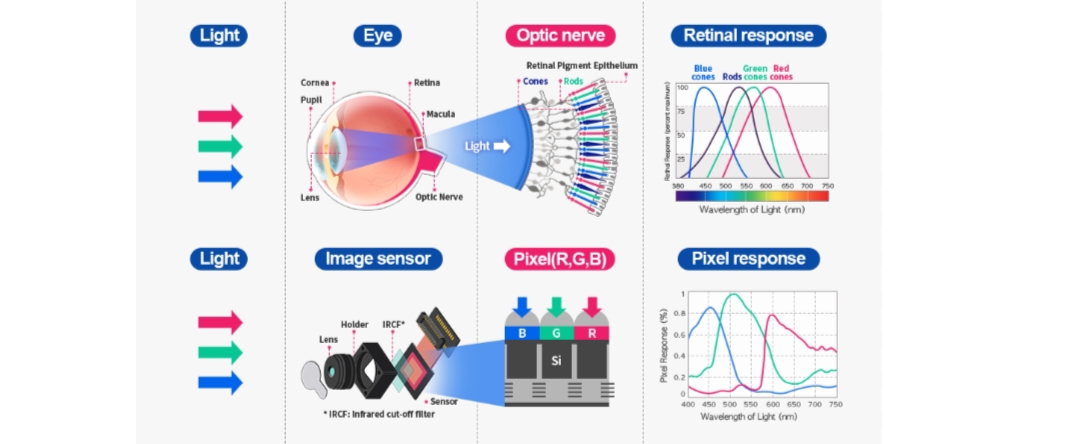 Light
Eye
Optic nerve
Retinal response
Cornea
Pupil
Lens
Retina
Macula
Optic Nerve
Retinal Pigment Epithelium
Cones
Rods
Light
Blue
cones
Rods
Green
cones
Red
cones
Retinal Response (percent maximum)
100
75
50
25
380
450
500
550
600
650
700
750
Wavelength of Light (nm)
Light
Image sensor
Pixel(R,G,B)
Pixel response
Lens
Holder
IRCF*
Sensor
* IRCF: Infrared cut-off filter
B
G
R
Si
Pixel Response (%)
1
0.8
0.6
0.4
0.2
0
400
450
500
550
600
650
700
750
Wavelength of Light (nm)